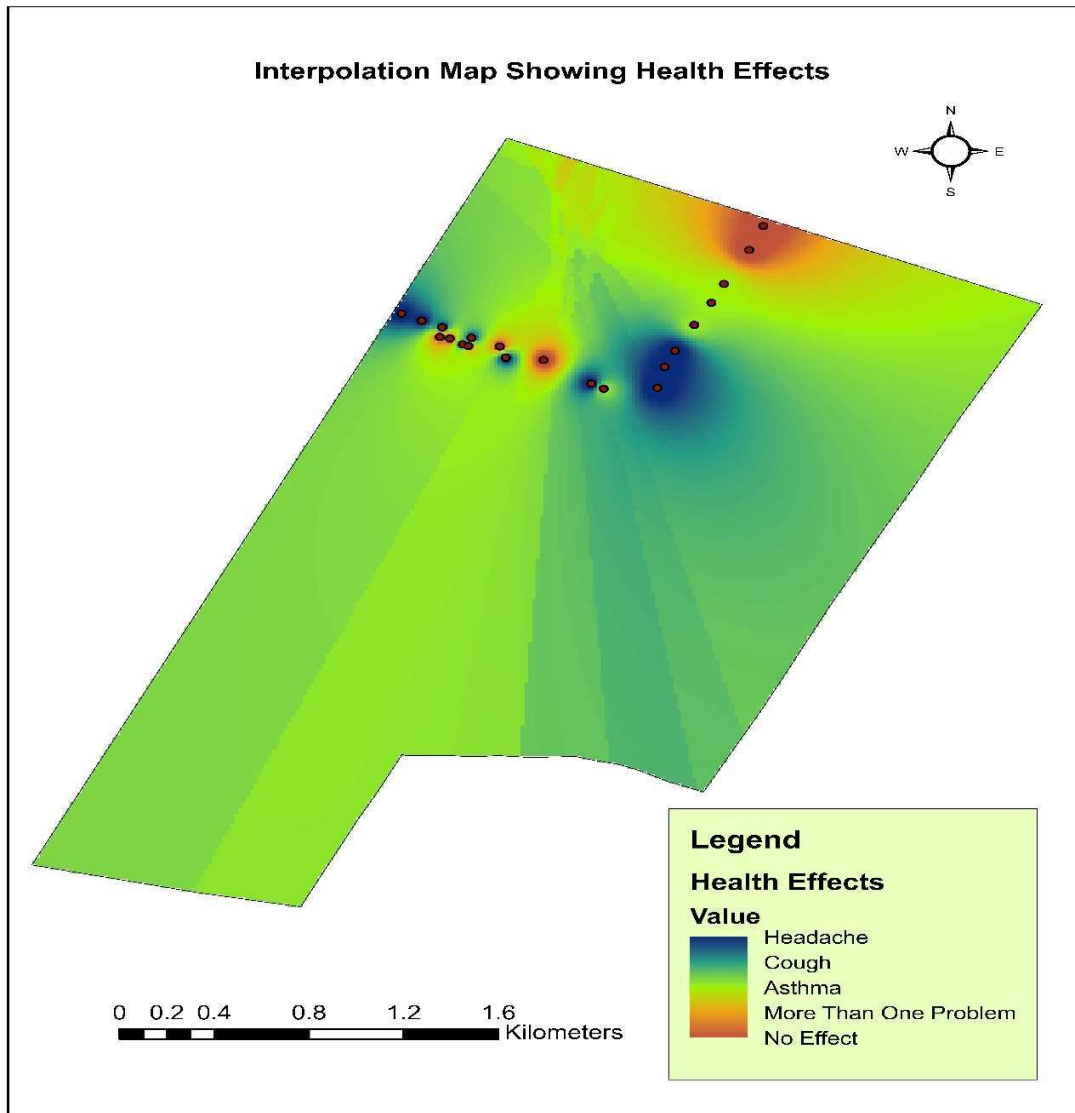 Interpolation Map Showing Health Effects
N
W E
S
Legend
Health Effects
Value
Headache
Cough
Asthma
More Than One Problem
No Effect
0 0.2 0.4 0.8 1.2 1.6
Kilometers